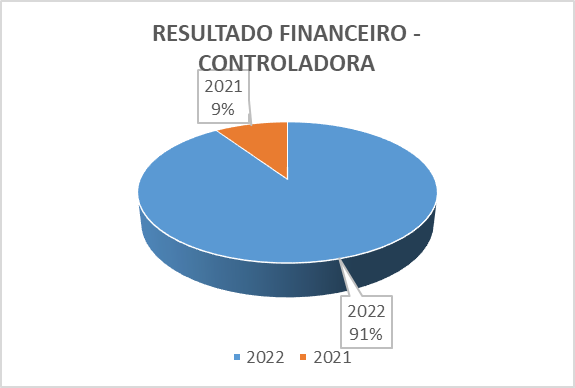 RESULTADO FINANCEIRO -
CONTROLADORA
2021
9%
2022
91%
2022 2021